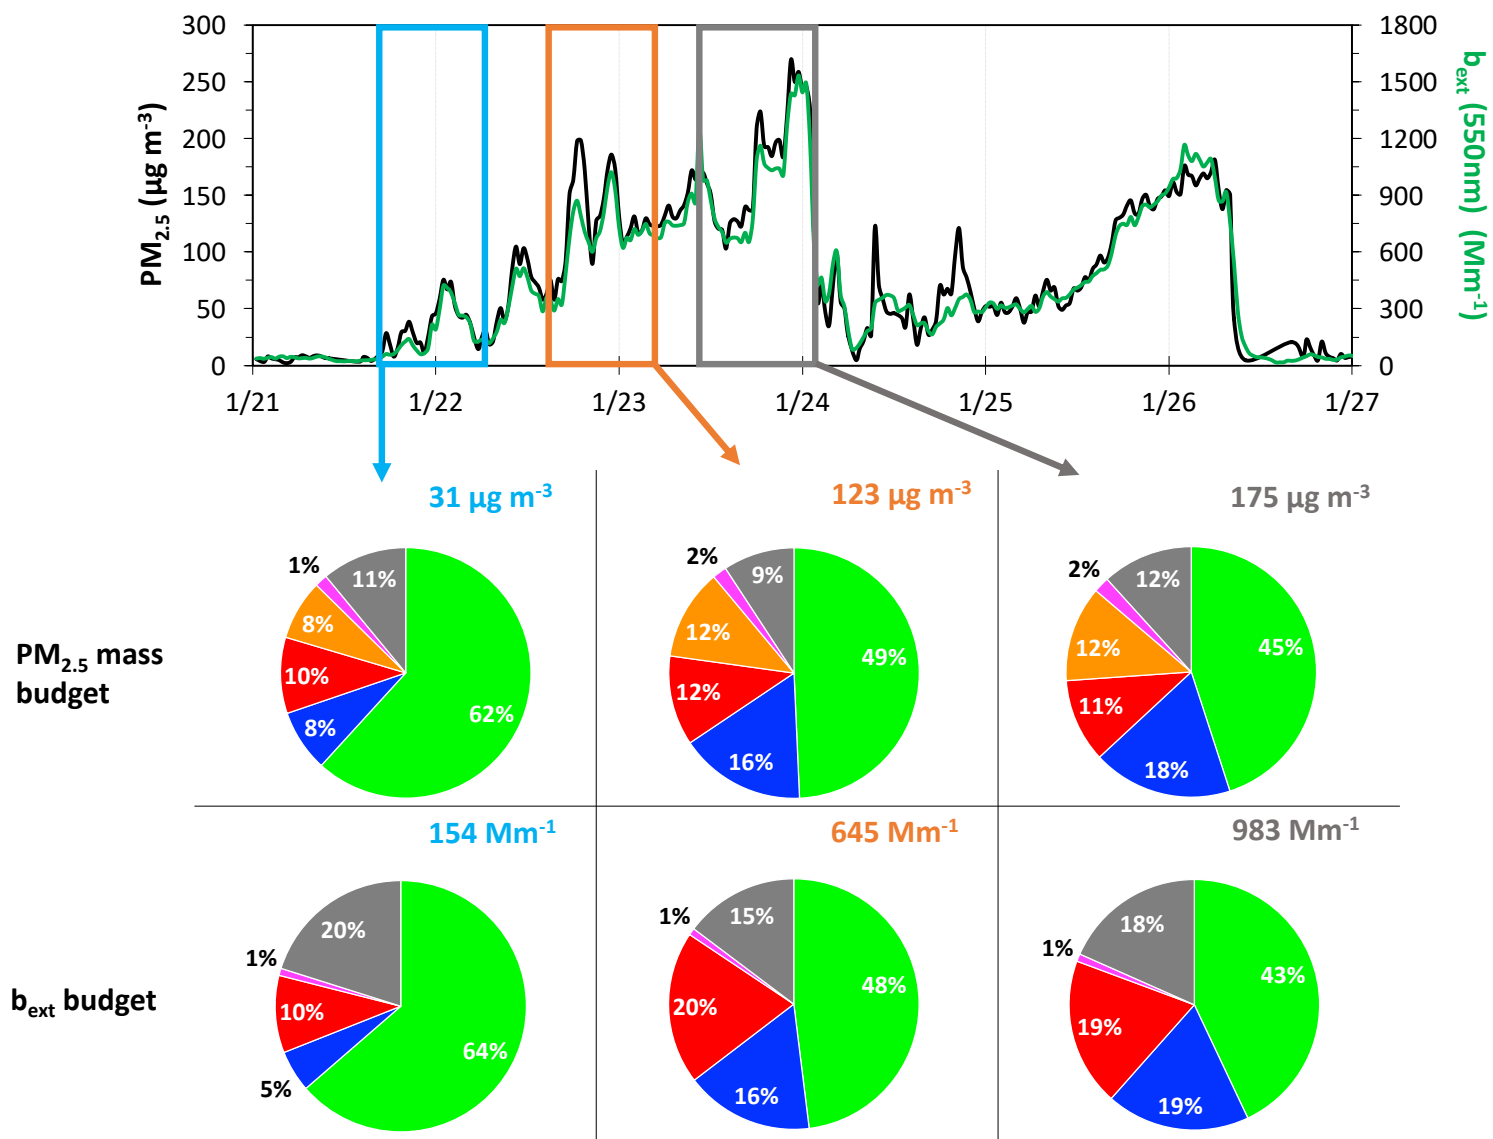 300
250
200
150
100
50
0
PM2.5 (µg m-3)
1800
1500
1200
900
600
300
0
bext (550nm) (Mm-1)
1/21 1/22 1/23 1/24 1/25 1/26 1/27
31 µg m-3 123 µg m-3 175 µg m-3
PM2.5 mass
budget
1% 11% 8% 10% 8% 62%
2% 9% 12% 12% 16% 49%
2% 12% 12% 11% 18% 45%
154 Mm-1 645 Mm-1 983 Mm-1
bext budget
20% 1% 10% 5% 64%
15% 1% 20% 16% 48%
18% 1% 19% 19% 43%